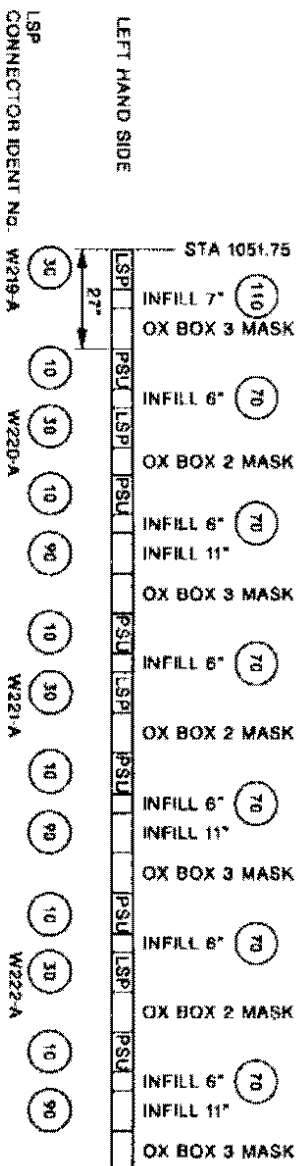 LEFT HAND SIDE
LSP
CONNECTOR IDENT No.
STA 1051.75
LSP
30
W219-A
27"
INFILL 7" 110
OX BOX 3 MASK
PSU
10
INFILL 6" 70
LSP
30
W220-A
OX BOX 2 MASK
PSU
10
INFILL 6" 70
90
INFILL 11"
OX BOX 3 MASK
PSU
10
INFILL 6" 70
LSP
30
W221-A
OX BOX 2 MASK
PSU
10
INFILL 6" 70
90
INFILL 11"
OX BOX 3 MASK
PSU
10
INFILL 6" 70
LSP
30
W222-A
OX BOX 2 MASK
PSU
10
INFILL 6" 70
90
INFILL 11"
OX BOX 3 MASK